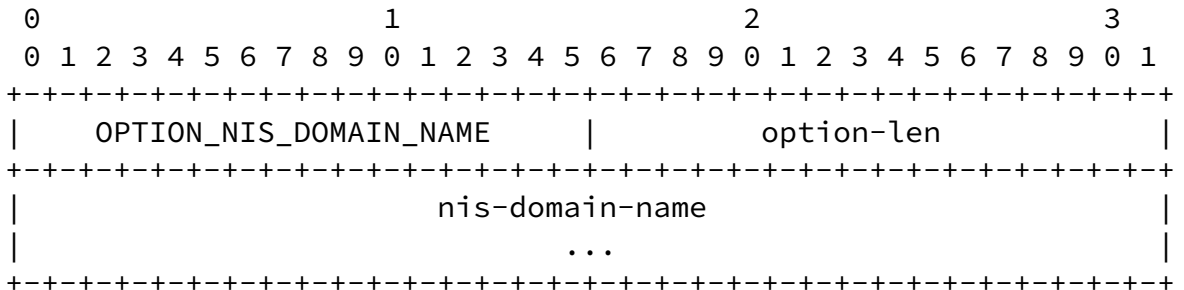 0                   1                   2                   3
 0 1 2 3 4 5 6 7 8 9 0 1 2 3 4 5 6 7 8 9 0 1 2 3 4 5 6 7 8 9 0 1
+-+-+-+-+-+-+-+-+-+-+-+-+-+-+-+-+-+-+-+-+-+-+-+-+-+-+-+-+-+-+-+-+
|    OPTION_NIS_DOMAIN_NAME     |         option-len            |
+-+-+-+-+-+-+-+-+-+-+-+-+-+-+-+-+-+-+-+-+-+-+-+-+-+-+-+-+-+-+-+-+
|                       nis-domain-name                         |
|                              ...                              |
+-+-+-+-+-+-+-+-+-+-+-+-+-+-+-+-+-+-+-+-+-+-+-+-+-+-+-+-+-+-+-+-+